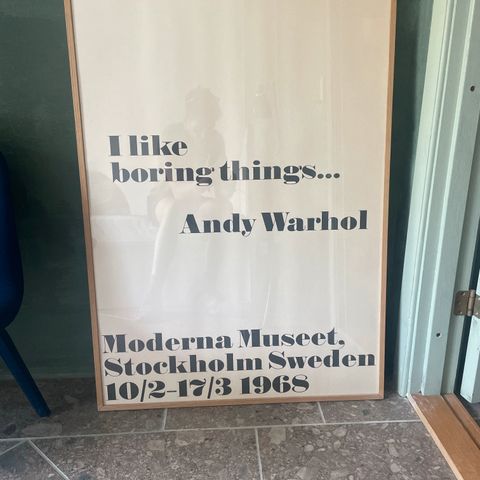 I like
boring things...
Andy Warhol
Moderna Museet,
Stockholm Sweden
10/2–17/3 1968